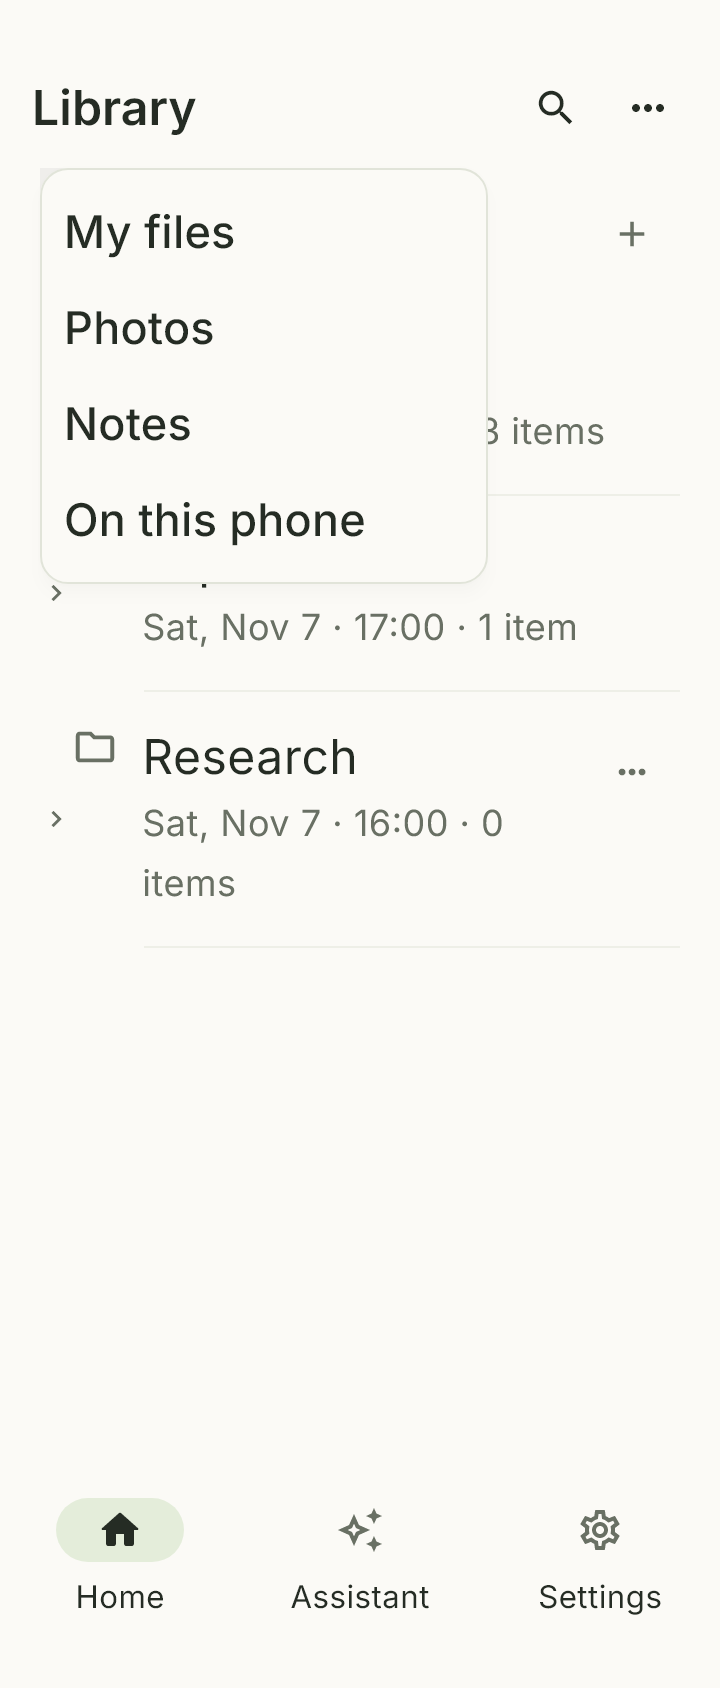 Library
My files
Photos
Notes
On this phone
items
Sat, Nov 7 · 17:00 · 1 item
Research
Sat, Nov 7 · 16:00 · 0
items
Home
Assistant
Settings